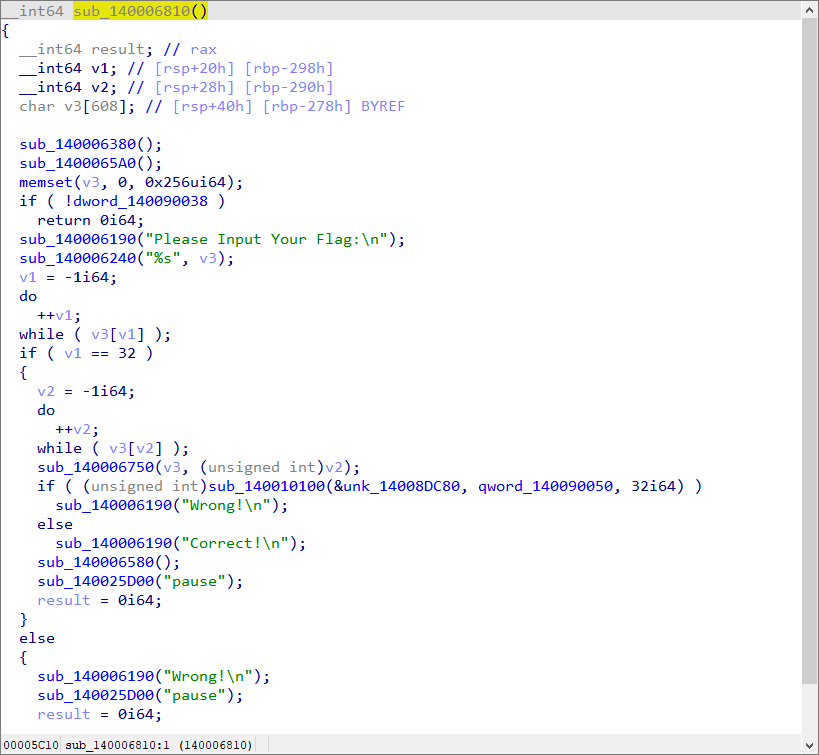 __int64 sub_140006810()
{
  __int64 result; // rax
  __int64 v1; // [rsp+20h] [rbp-298h]
  __int64 v2; // [rsp+28h] [rbp-290h]
  char v3[608]; // [rsp+40h] [rbp-278h] BYREF

  sub_140006380();
  sub_1400065A0();
  memset(v3, 0, 0x256ui64);
  if ( !dword_140090038 )
    return 0i64;
  sub_140006190("Please Input Your Flag:\n");
  sub_140006240("%s", v3);
  v1 = -1i64;
  do
    ++v1;
  while ( v3[v1] );
  if ( v1 == 32 )
  {
    v2 = -1i64;
    do
      ++v2;
    while ( v3[v2] );
    sub_140006750(v3, (unsigned int)v2);
    if ( (unsigned int)sub_140010100(&unk_14008DC80, qword_140090050, 32i64) )
      sub_140006190("Wrong!\n");
    else
      sub_140006190("Correct!\n");
    sub_140006580();
    sub_140025D00("pause");
    result = 0i64;
  }
  else
  {
    sub_140006190("Wrong!\n");
    sub_140025D00("pause");
    result = 0i64;
00005C10 sub_140006810:1 (140006810)